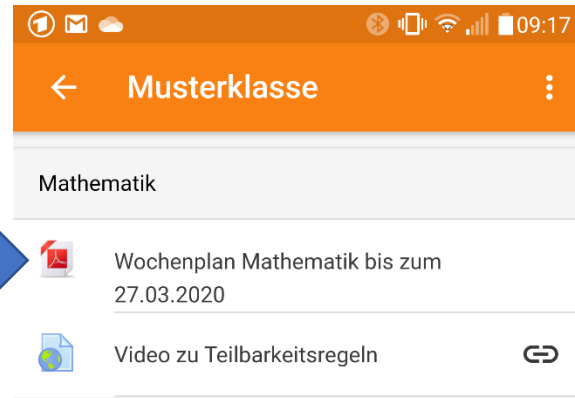 09:17
Musterklasse
Mathematik
Wochenplan Mathematik bis zum
27.03.2020
Video zu Teilbarkeitsregeln